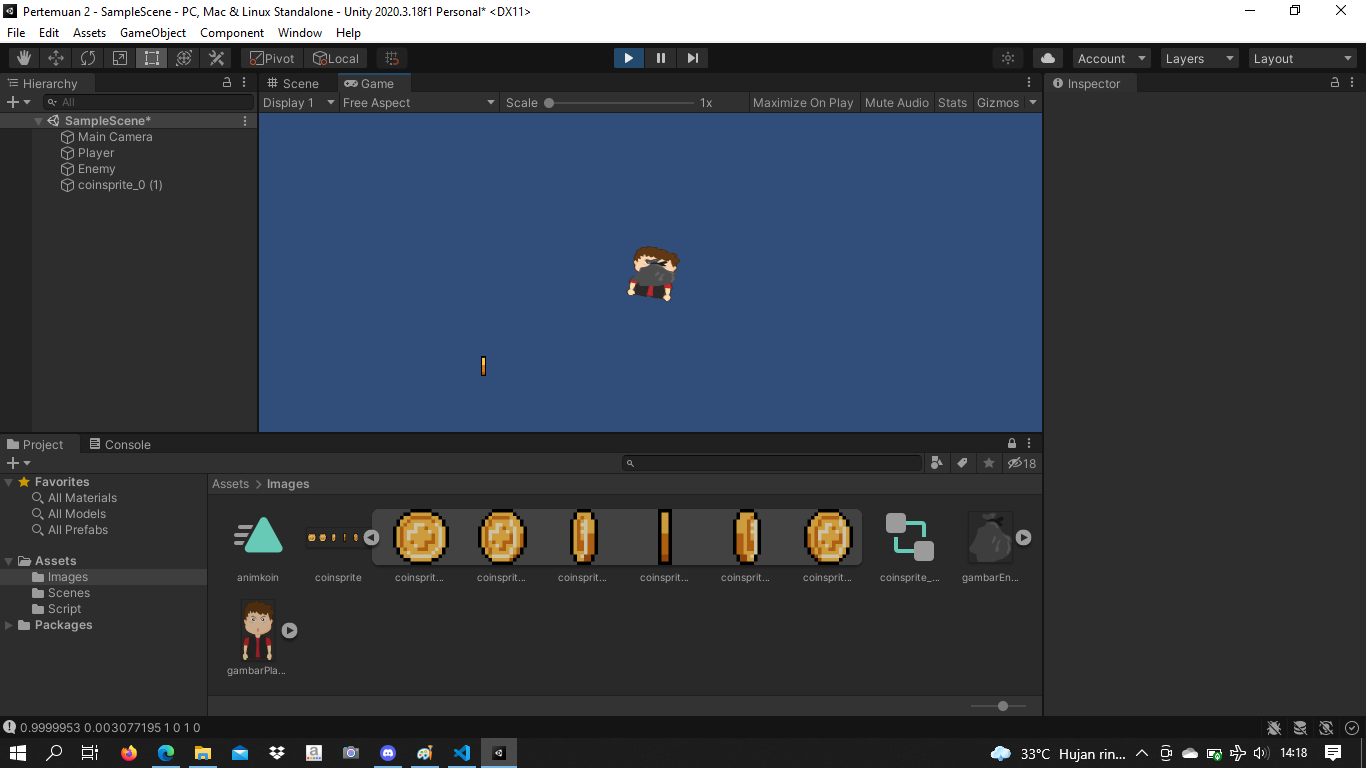 Pertemuan 2 - SampleScene - PC, Mac & Linux Standalone - Unity 2020.3.18f1 Personal* <DX11>
File Edit Assets GameObject Component Window Help
Pivot Local Account Layers Layout
Hierarchy Scene Game Inspector
All Display 1 Free Aspect Scale 1x Maximize On Play Mute Audio Stats Gizmos
SampleScene*
Main Camera
Player
Enemy
coinsprite_0 (1)
Project Console
18
Favorites Assets > Images
All Materials
All Models
All Prefabs
Assets
Images
Scenes
Script
Packages
animkoin coinsprite coinsprit... coinsprit... coinsprit... coinsprit... coinsprit... coinsprit... coinsprite_... gambarEn...
gambarPla...
0.9999953 0.003077195 1 0 1 0
33°C Hujan rin... 14:18